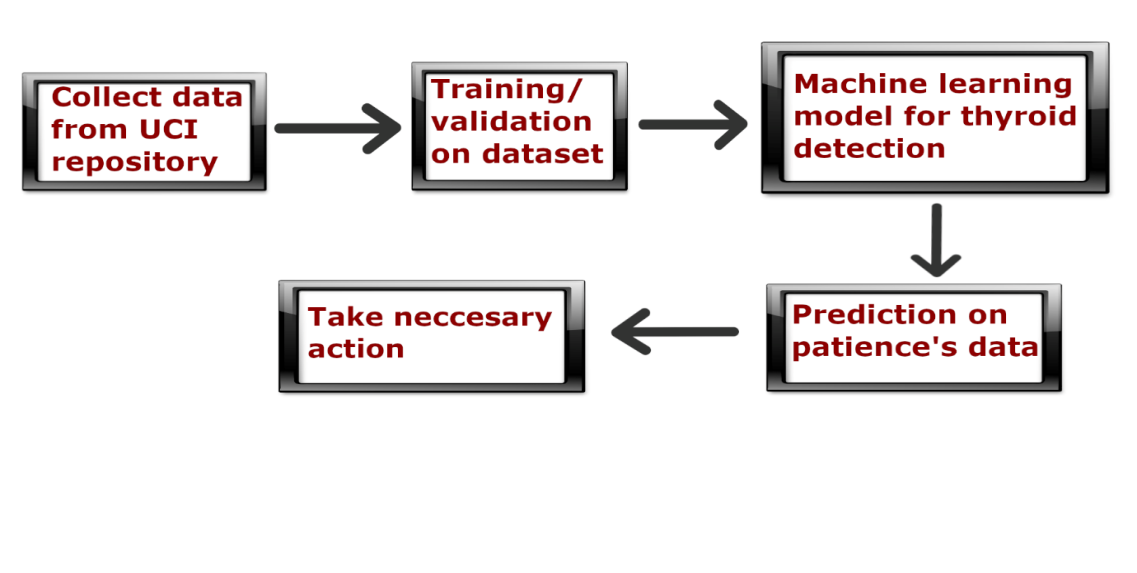 Collect data
from UCI
repository
Training/
validation
on dataset
Machine learning
model for thyroid
detection
Prediction on
patience's data
Take neccesary
action